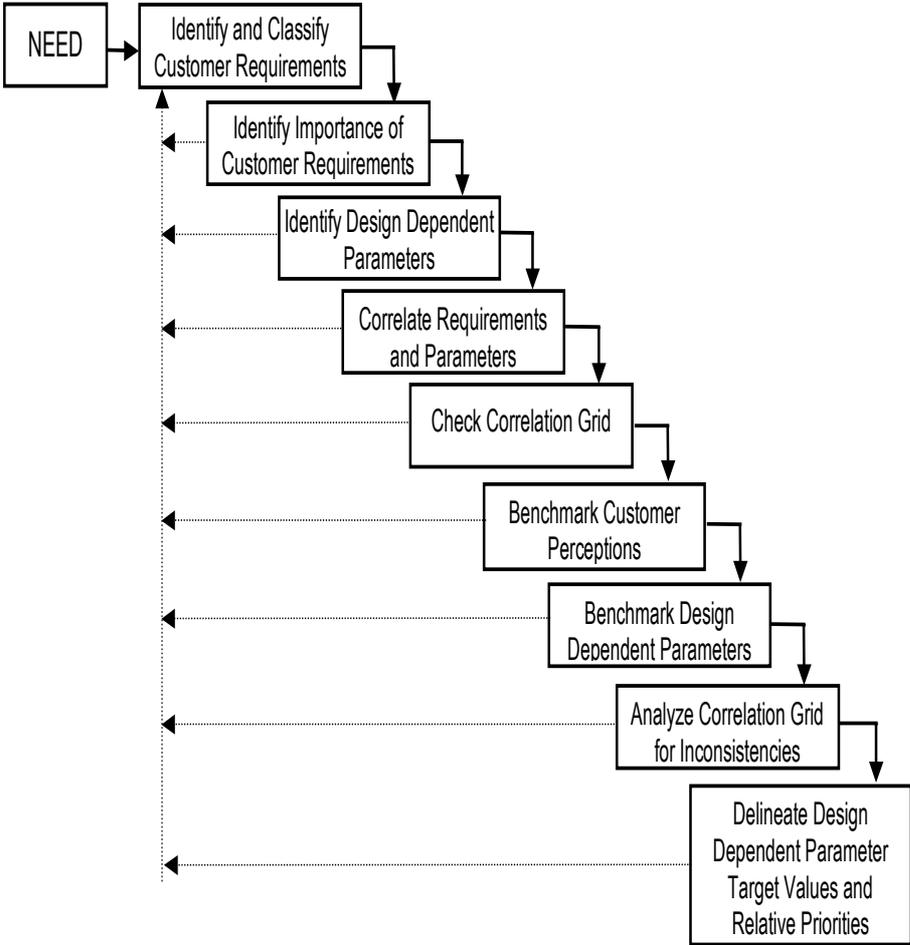 NEED
Identify and Classify
Customer Requirements
Identify Importance of
Customer Requirements
Identify Design Dependent
Parameters
Correlate Requirements
and Parameters
Check Correlation Grid
Benchmark Customer
Perceptions
Benchmark Design
Dependent Parameters
Analyze Correlation Grid
for Inconsistencies
Delineate Design
Dependent Parameter
Target Values and
Relative Priorities